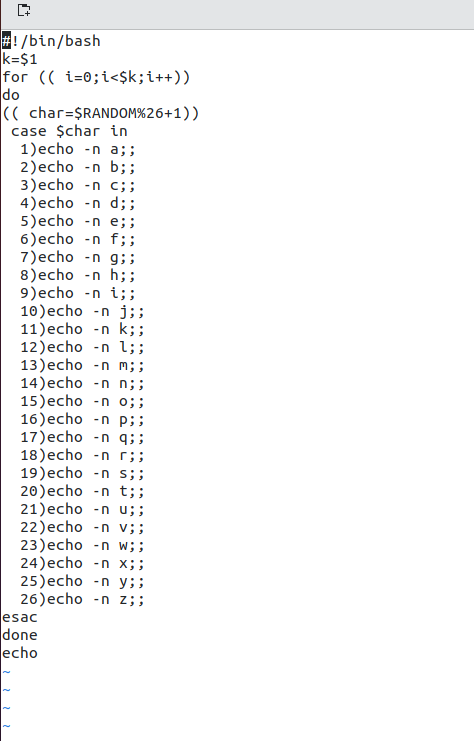 #!/bin/bash
k=$1
for (( i=0;i<$k;i++))
do
(( char=$RANDOM%26+1))
 case $char in
  1)echo -n a;;
  2)echo -n b;;
  3)echo -n c;;
  4)echo -n d;;
  5)echo -n e;;
  6)echo -n f;;
  7)echo -n g;;
  8)echo -n h;;
  9)echo -n i;;
  10)echo -n j;;
  11)echo -n k;;
  12)echo -n l;;
  13)echo -n m;;
  14)echo -n n;;
  15)echo -n o;;
  16)echo -n p;;
  17)echo -n q;;
  18)echo -n r;;
  19)echo -n s;;
  20)echo -n t;;
  21)echo -n u;;
  22)echo -n v;;
  23)echo -n w;;
  24)echo -n x;;
  25)echo -n y;;
  26)echo -n z;;
esac
done
echo
~
~
~
~